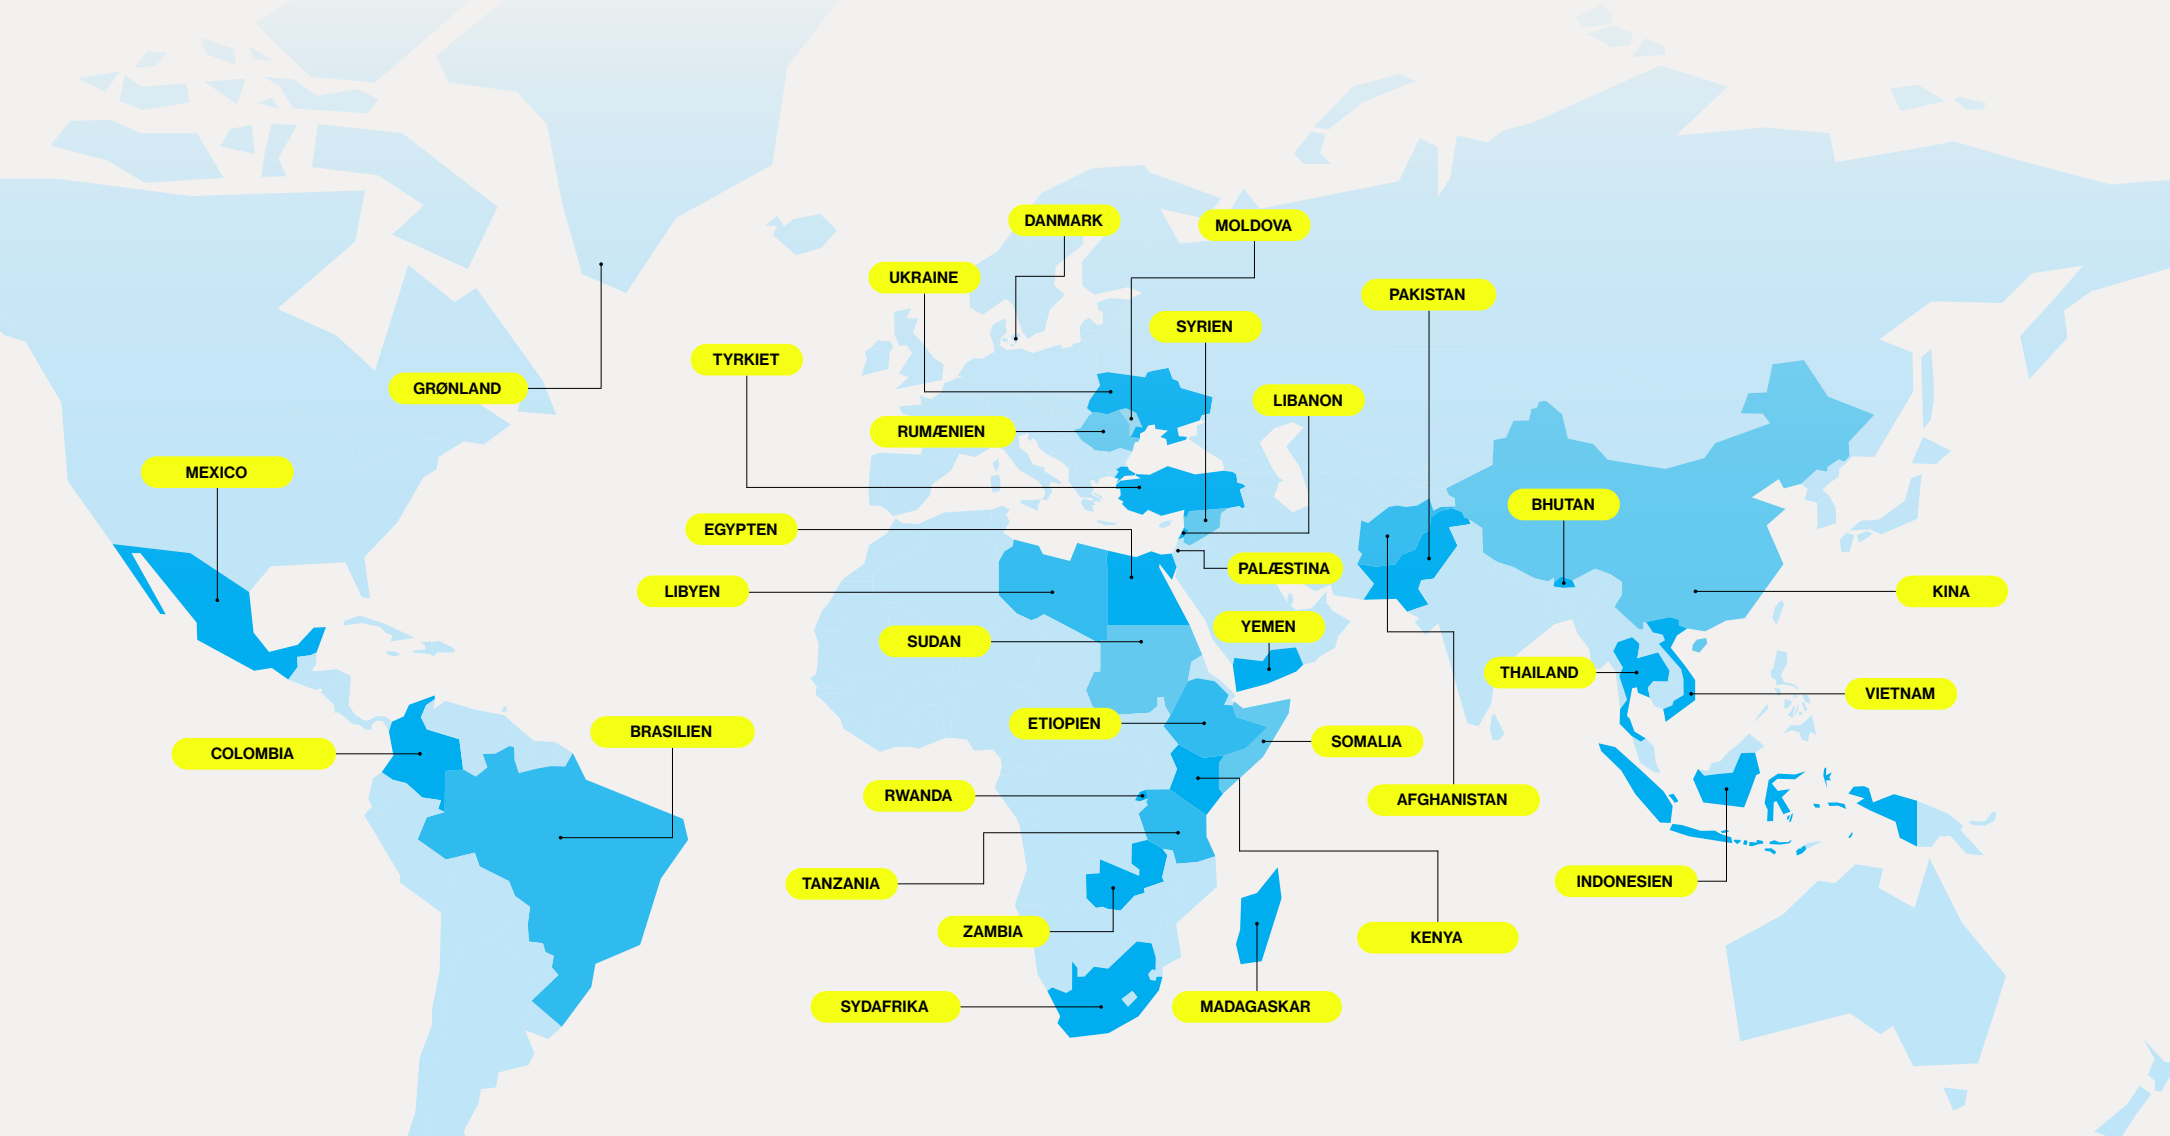 DANMARK
MOLDOVA
UKRAINE
PAKISTAN
SYRIEN
TYRKIET
GRØNLAND
LIBANON
RUMÆNIEN
MEXICO
BHUTAN
EGYPTEN
PALÆSTINA
LIBYEN
KINA
YEMEN
SUDAN
THAILAND
VIETNAM
ETIOPIEN
BRASILIEN
SOMALIA
COLOMBIA
RWANDA
AFGHANISTAN
TANZANIA
INDONESIEN
ZAMBIA
KENYA
SYDAFRIKA
MADAGASKAR